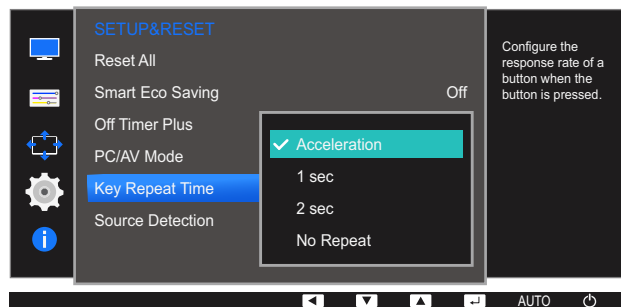 SETUP&RESET
Reset All
Smart Eco Saving Off
Off Timer Plus
PC/AV Mode
Key Repeat Time
Source Detection
Acceleration
1 sec
2 sec
No Repeat
Configure the
response rate of a
button when the
button is pressed.
AUTO